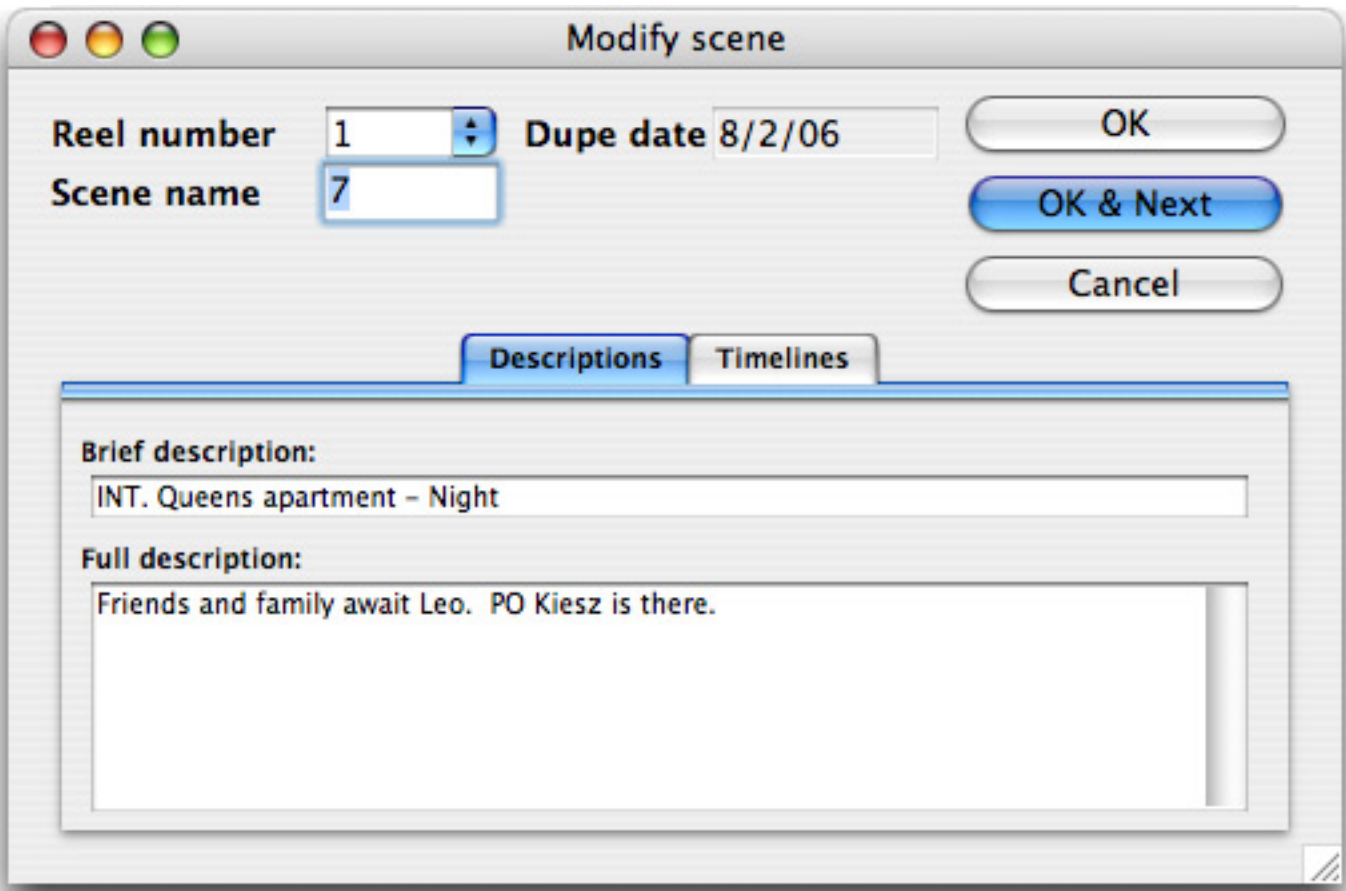 Modify scene
Reel number 1 Dupe date 8/2/06 OK
Scene name 7
OK & Next
Cancel
Descriptions Timelines
Brief description:
INT. Queens apartment – Night
Full description:
Friends and family await Leo.  PO Kiesz is there.